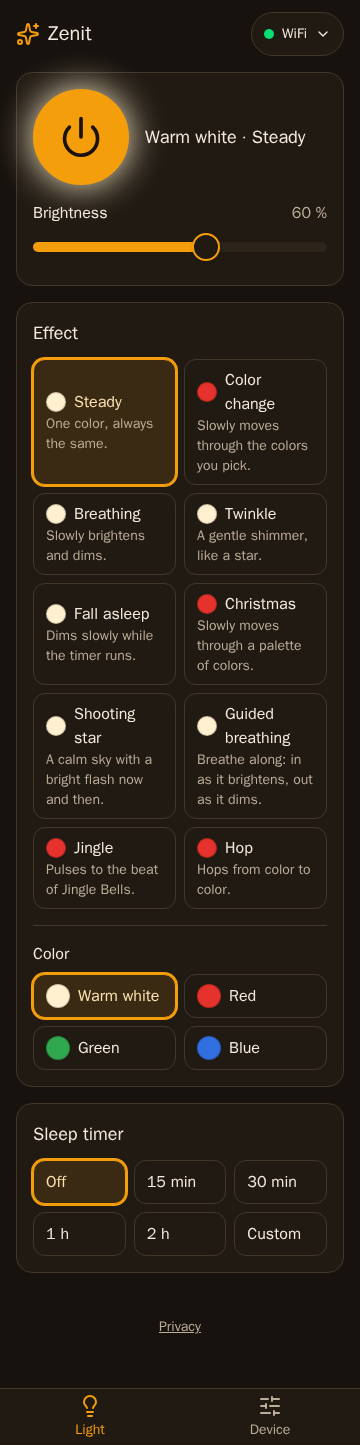 Zenit
WiFi
Warm white · Steady
Brightness
60 %
Effect
Steady
One color, always
the same.
Color
change
Slowly moves
through the colors
you pick.
Breathing
Slowly brightens
and dims.
Twinkle
A gentle shimmer,
like a star.
Fall asleep
Dims slowly while
the timer runs.
Christmas
Slowly moves
through a palette
of colors.
Shooting
star
A calm sky with a
bright flash now
and then.
Guided
breathing
Breathe along: in
as it brightens, out
as it dims.
Jingle
Pulses to the beat
of Jingle Bells.
Hop
Hops from color to
color.
Color
Warm white
Red
Green
Blue
Sleep timer
Off
15 min
30 min
1 h
2 h
Custom
Privacy
Light
Device